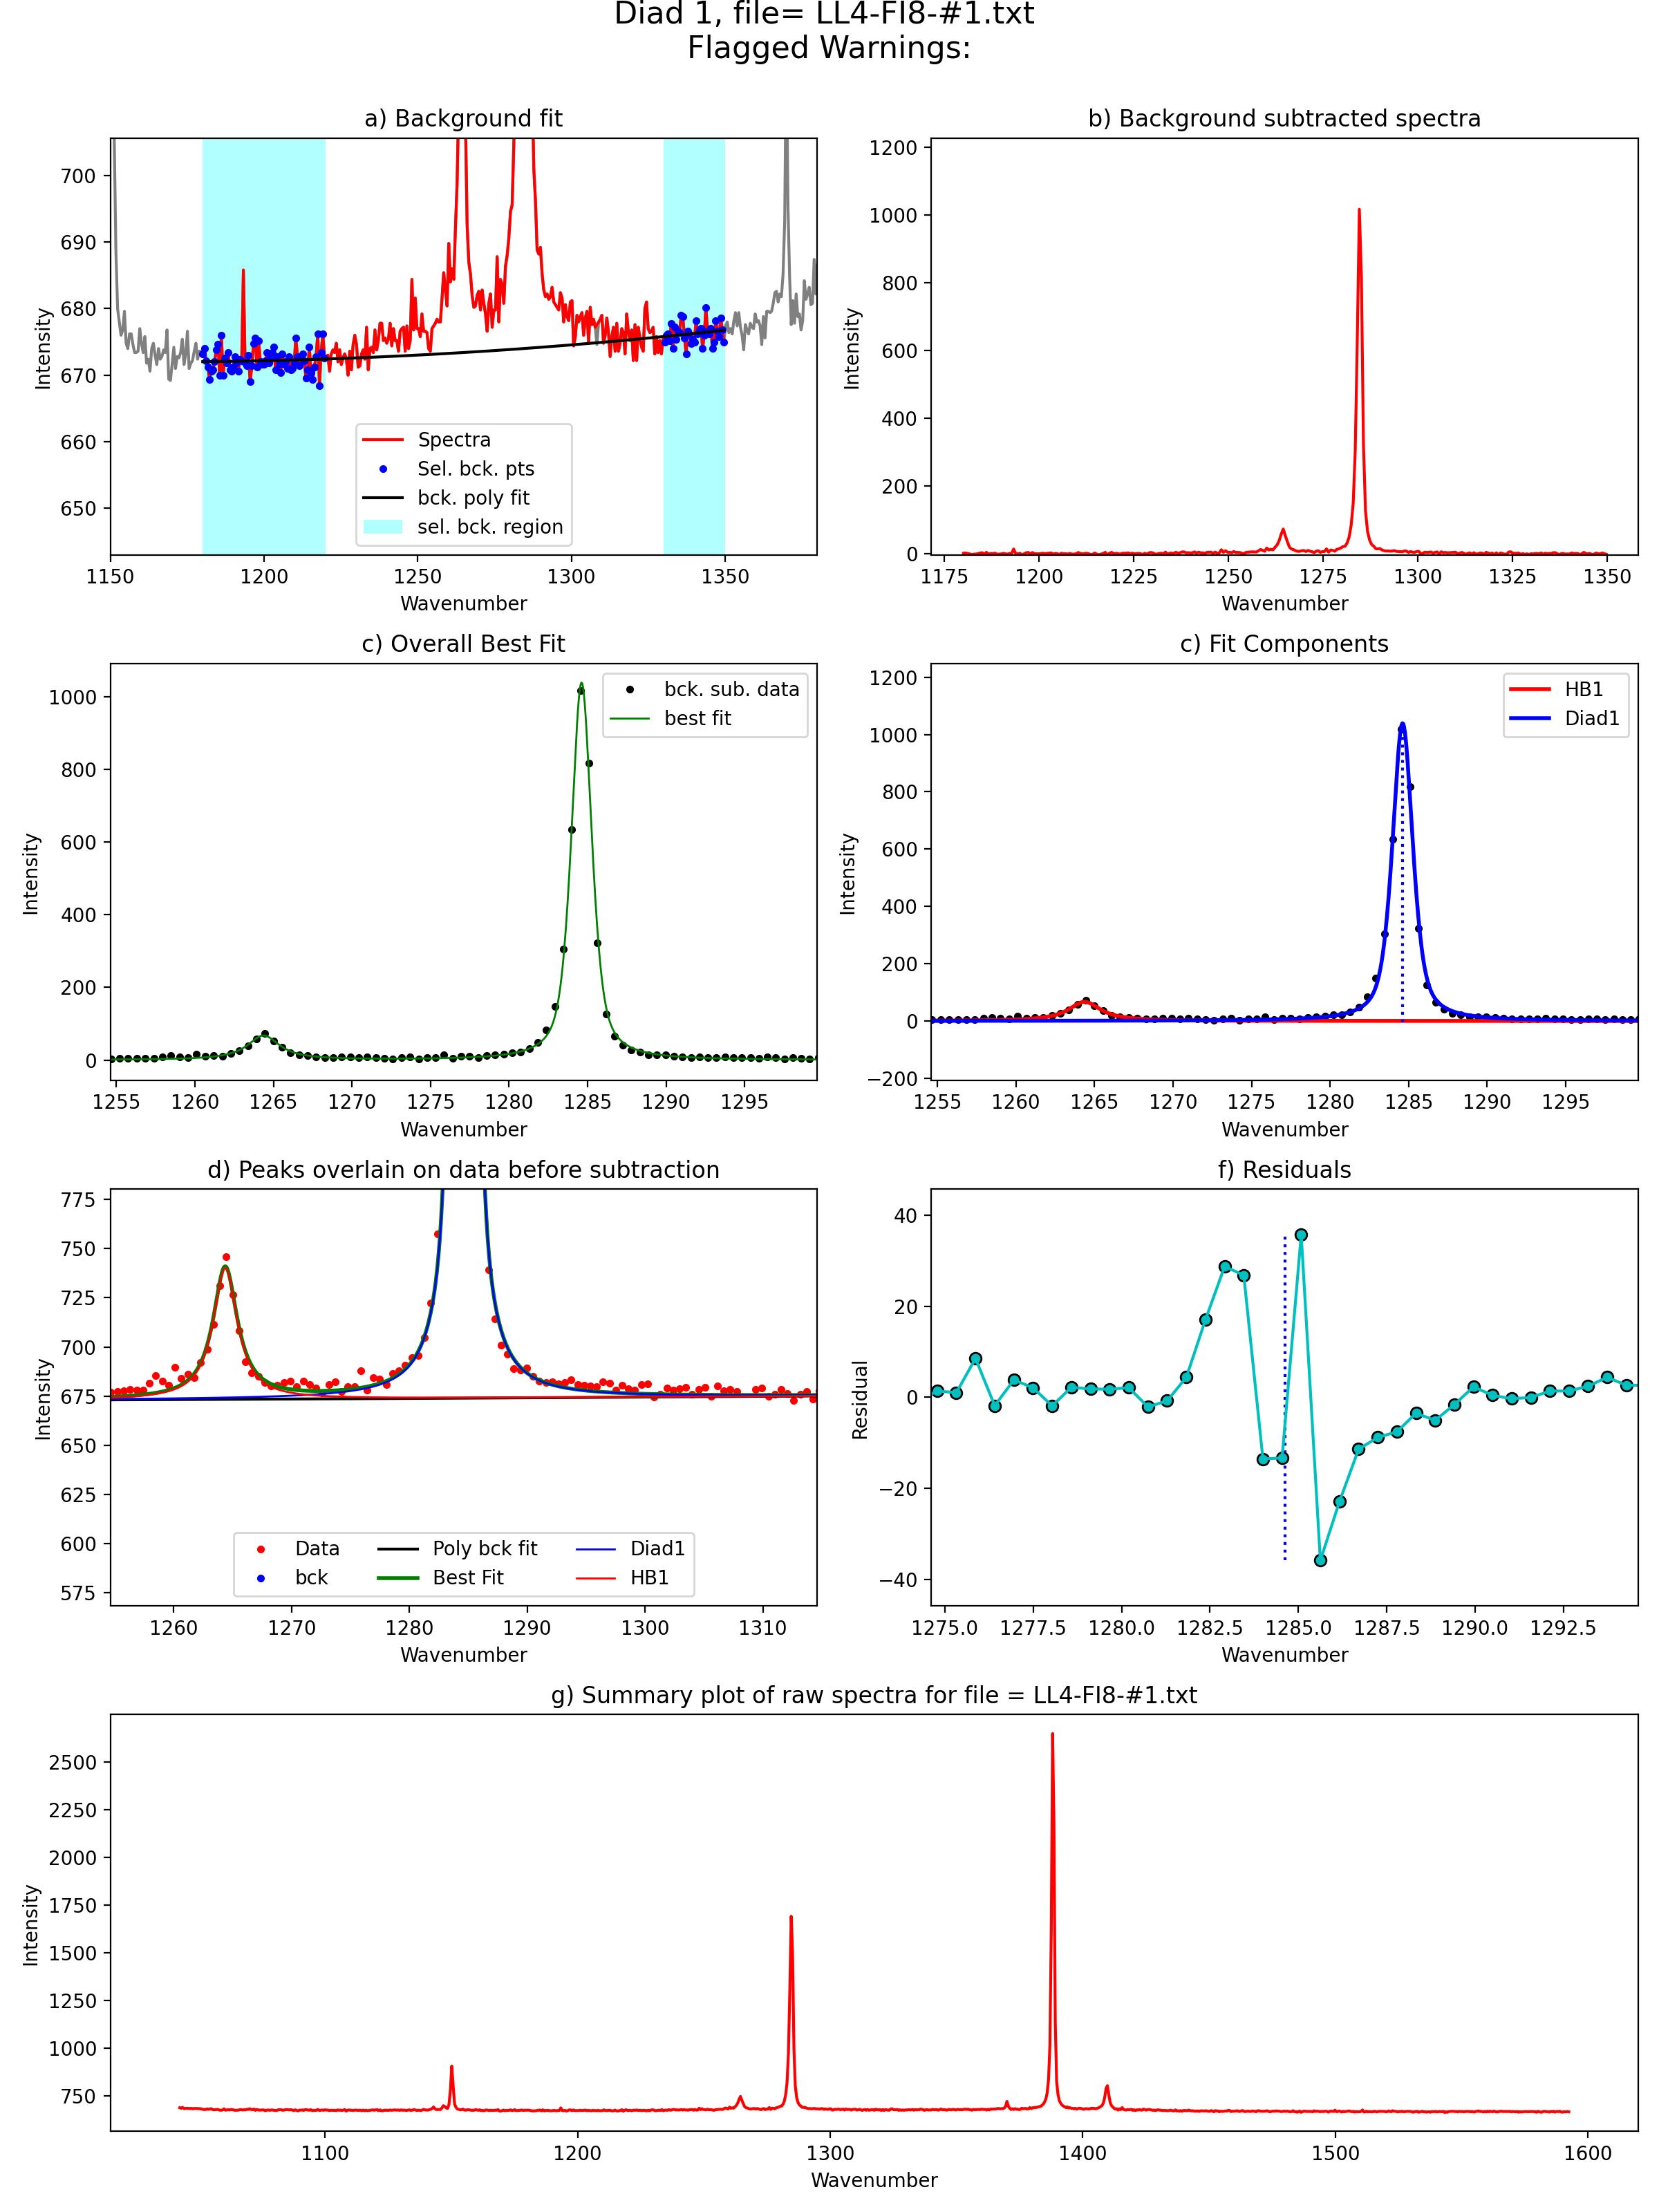 Diad 1, file= LL4-FI8-#1.txt
Flagged Warnings:
a) Background fit
Intensity
700
690
680
670
660
650
Spectra
Sel. bck. pts
bck. poly fit
sel. bck. region
1150 1200 1250 1300 1350
Wavenumber
b) Background subtracted spectra
Intensity
1200
1000
800
600
400
200
0
1175 1200 1225 1250 1275 1300 1325 1350
Wavenumber
c) Overall Best Fit
Intensity
1000
800
600
400
200
0
bck. sub. data
best fit
1255 1260 1265 1270 1275 1280 1285 1290 1295
Wavenumber
c) Fit Components
Intensity
1200
1000
800
600
400
200
0
−200
HB1
Diad1
1255 1260 1265 1270 1275 1280 1285 1290 1295
Wavenumber
d) Peaks overlain on data before subtraction
Intensity
775
750
725
700
675
650
625
600
575
Data
bck
Poly bck fit
Best Fit
Diad1
HB1
1260 1270 1280 1290 1300 1310
Wavenumber
f) Residuals
Residual
40
20
0
−20
−40
1275.0 1277.5 1280.0 1282.5 1285.0 1287.5 1290.0 1292.5
Wavenumber
g) Summary plot of raw spectra for file = LL4-FI8-#1.txt
Intensity
2500
2250
2000
1750
1500
1250
1000
750
1100 1200 1300 1400 1500 1600
Wavenumber